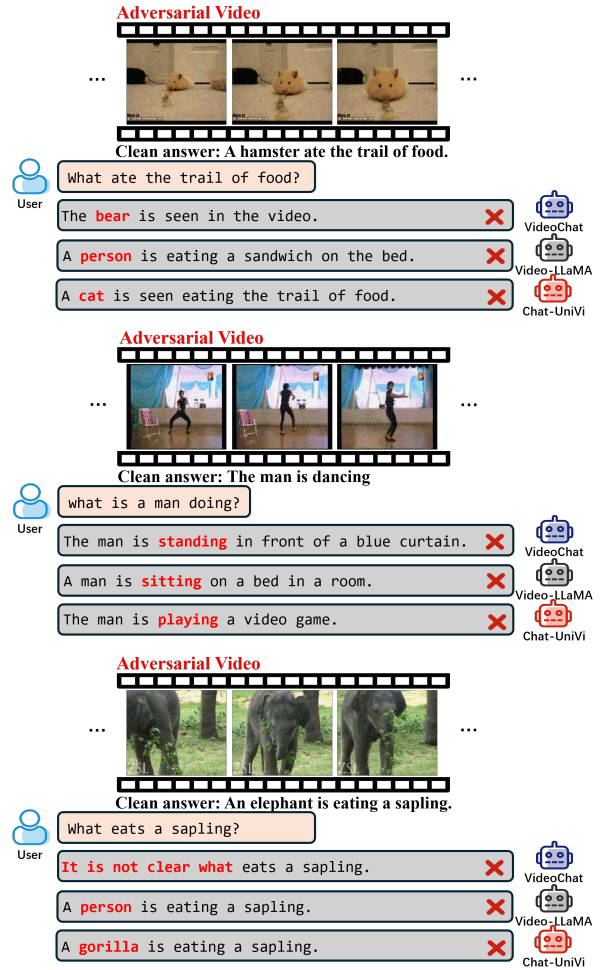 Adversarial Video
...
...
Clean answer: A hamster ate the trail of food.
User
What ate the trail of food?
The bear is seen in the video.
VideoChat
A person is eating a sandwich on the bed.
Video-LLaMA
A cat is seen eating the trail of food.
Chat-UniVi
Adversarial Video
...
...
Clean answer: The man is dancing
User
what is a man doing?
The man is standing in front of a blue curtain.
VideoChat
A man is sitting on a bed in a room.
Video-LLaMA
The man is playing a video game.
Chat-UniVi
Adversarial Video
...
...
ZSL
ZSL
ZSL
Clean answer: An elephant is eating a sapling.
User
What eats a sapling?
It is not clear what eats a sapling.
VideoChat
A person is eating a sapling.
Video-LLaMA
A gorilla is eating a sapling.
Chat-UniVi